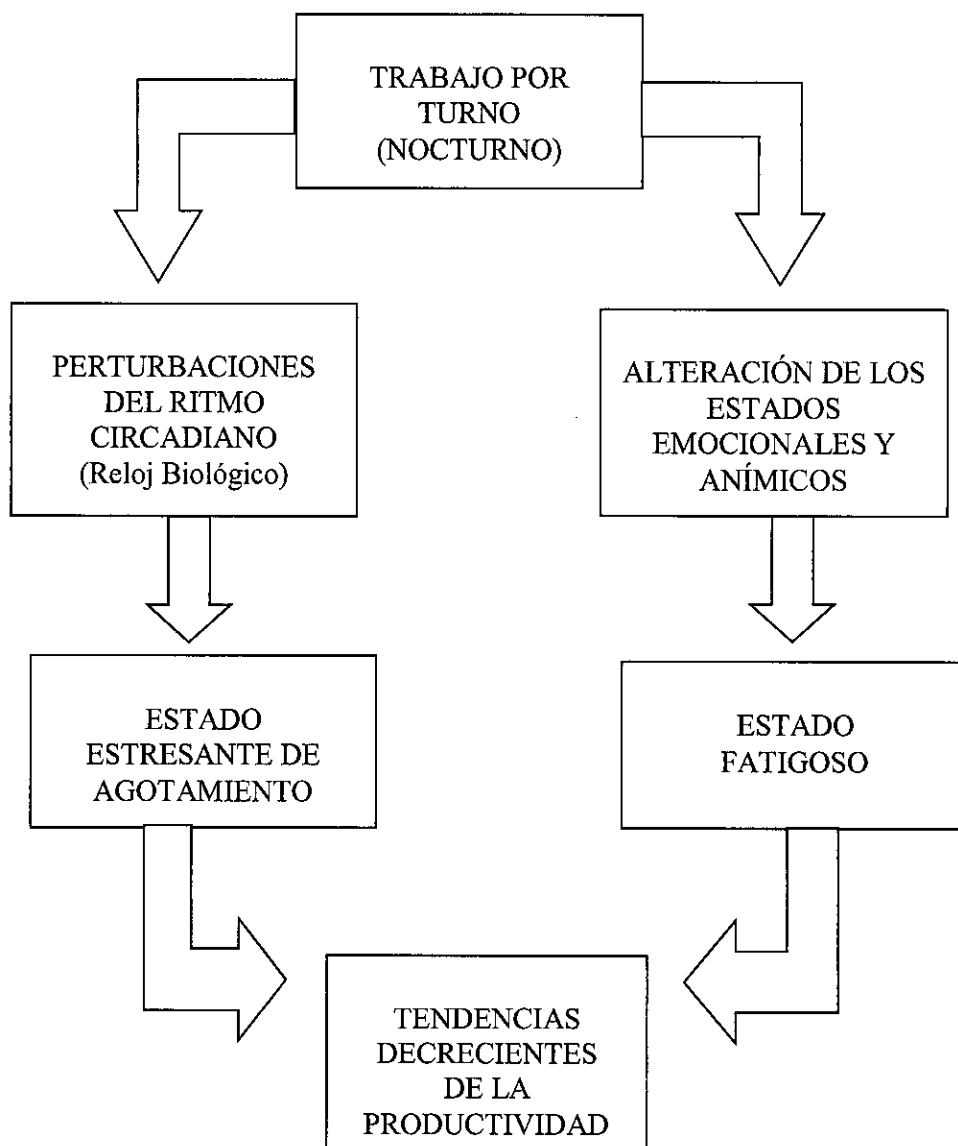 TRABAJO POR
TURNO
(NOCTURNO)
PERTURBACIONES
DEL RITMO
CIRCADIANO
(Reloj Biológico)
ALTERACIÓN DE LOS
ESTADOS
EMOCIONALES Y
ANÍMICOS
ESTADO
ESTRESANTE DE
AGOTAMIENTO
ESTADO
FATIGOSO
TENDENCIAS
DECRECIENTES
DE LA
PRODUCTIVIDAD